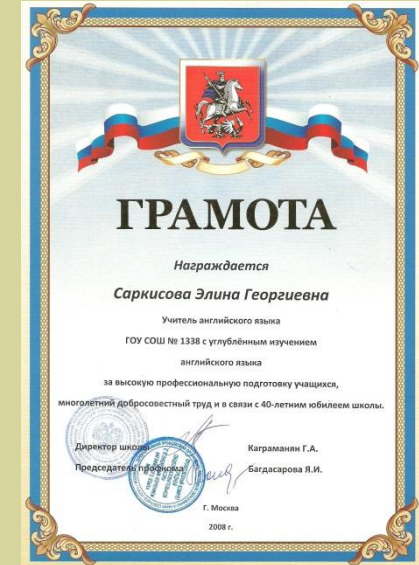 ГРАМОТА
Награждается
Саркисова Элина Георгиевна
Учитель английского языка
ГОУ СОШ № 1338 с углублённым изучением
английского языка
за высокую профессиональную подготовку учащихся,
многолетний добросовестный труд и в связи с 40-летним юбилеем школы.
Директор школы Каграманян Г.А.
Председатель профкома Багдасарова Я.И.
Г. Москва
2008 г.